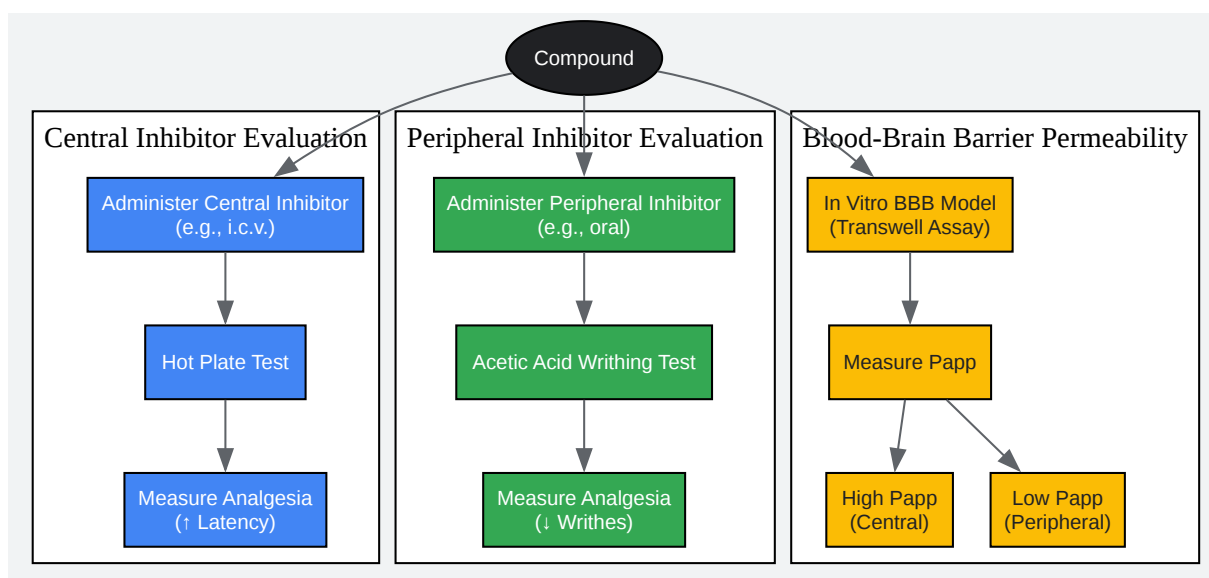 Compound
Central Inhibitor Evaluation
Administer Central Inhibitor
(e.g., i.c.v.)
Hot Plate Test
Measure Analgesia
(↑ Latency)
Peripheral Inhibitor Evaluation
Administer Peripheral Inhibitor
(e.g., oral)
Acetic Acid Writhing Test
Measure Analgesia
(↓ Writhes)
Blood-Brain Barrier Permeability
In Vitro BBB Model
(Transwell Assay)
Measure Papp
High Papp
(Central)
Low Papp
(Peripheral)